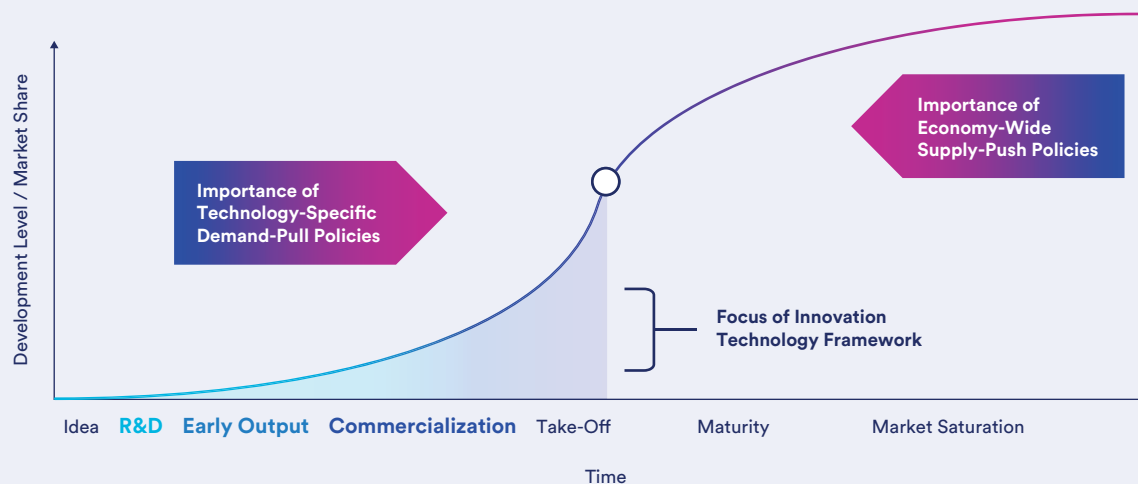 Development Level / Market Share
Importance of
Technology-Specific
Demand-Pull Policies
Importance of
Economy-Wide
Supply-Push Policies
Focus of Innovation
Technology Framework
Idea R&D Early Output Commercialization Take-Off Maturity Market Saturation
Time